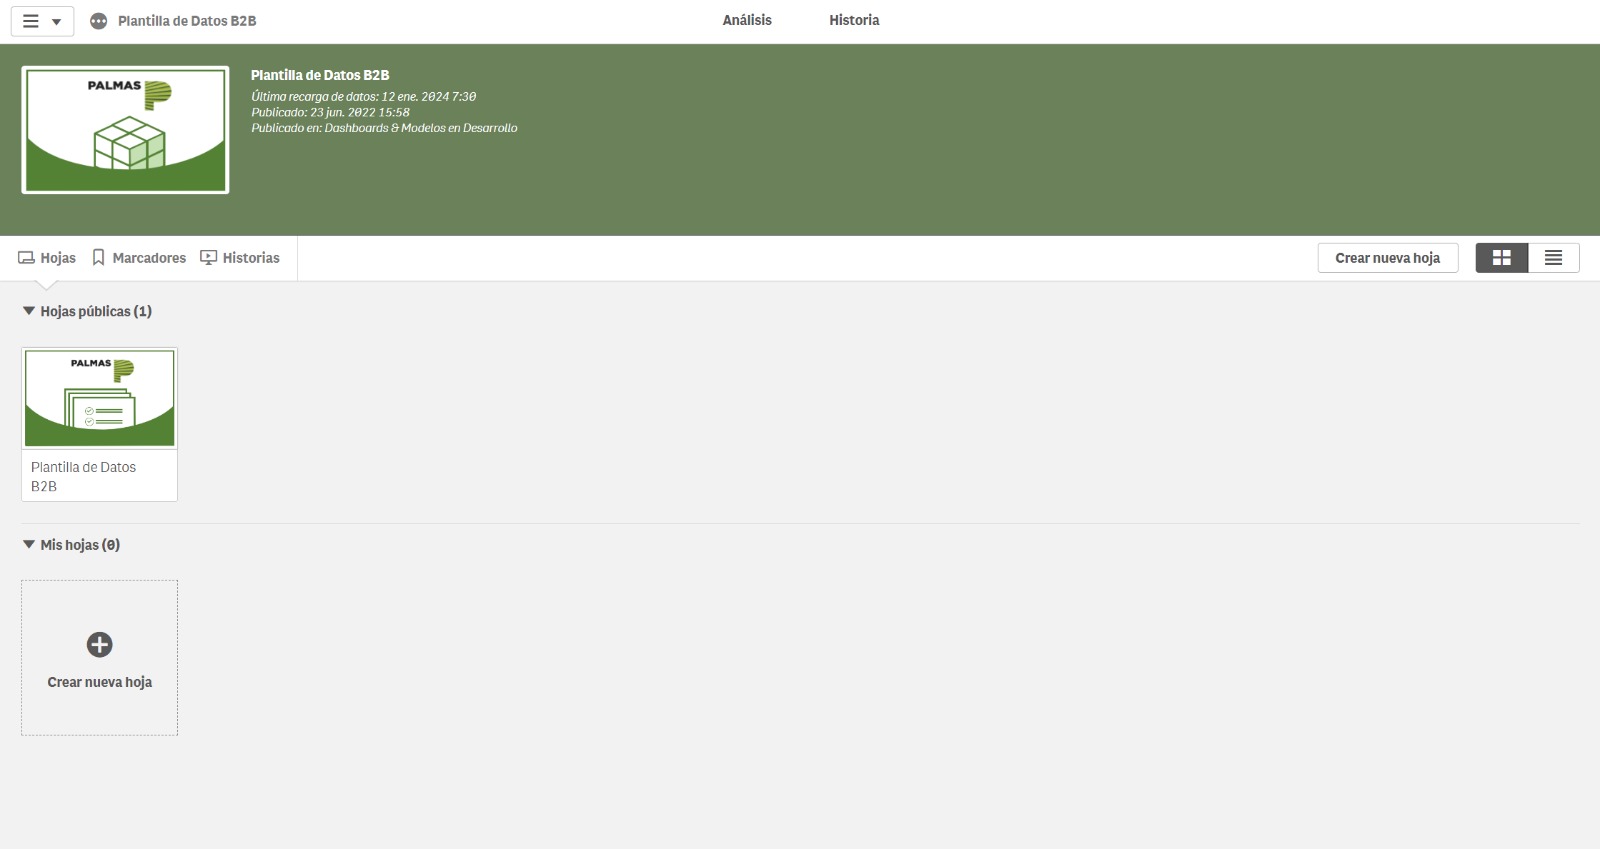 Plantilla de Datos B2B
Análisis
Historia
PALMAS
Plantilla de Datos B2B
Última recarga de datos: 12 ene. 2024 7:30
Publicado: 23 jun. 2022 15:58
Publicado en: Dashboards & Modelos en Desarrollo
Hojas
Marcadores
Historias
Crear nueva hoja
Hojas públicas (1)
PALMAS
Plantilla de Datos
B2B
Mis hojas (0)
Crear nueva hoja